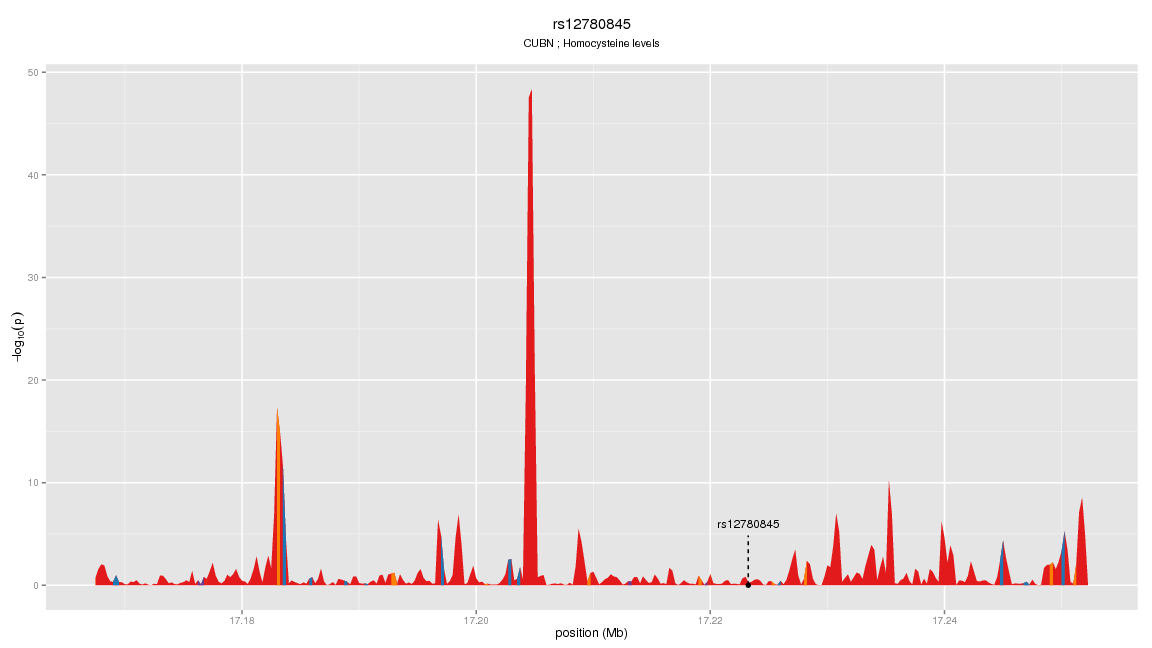 rs12780845
CUBN ; Homocysteine levels
50
40
30
20
10
0
−log10(p)
rs12780845
17.18
17.20
17.22
17.24
position (Mb)